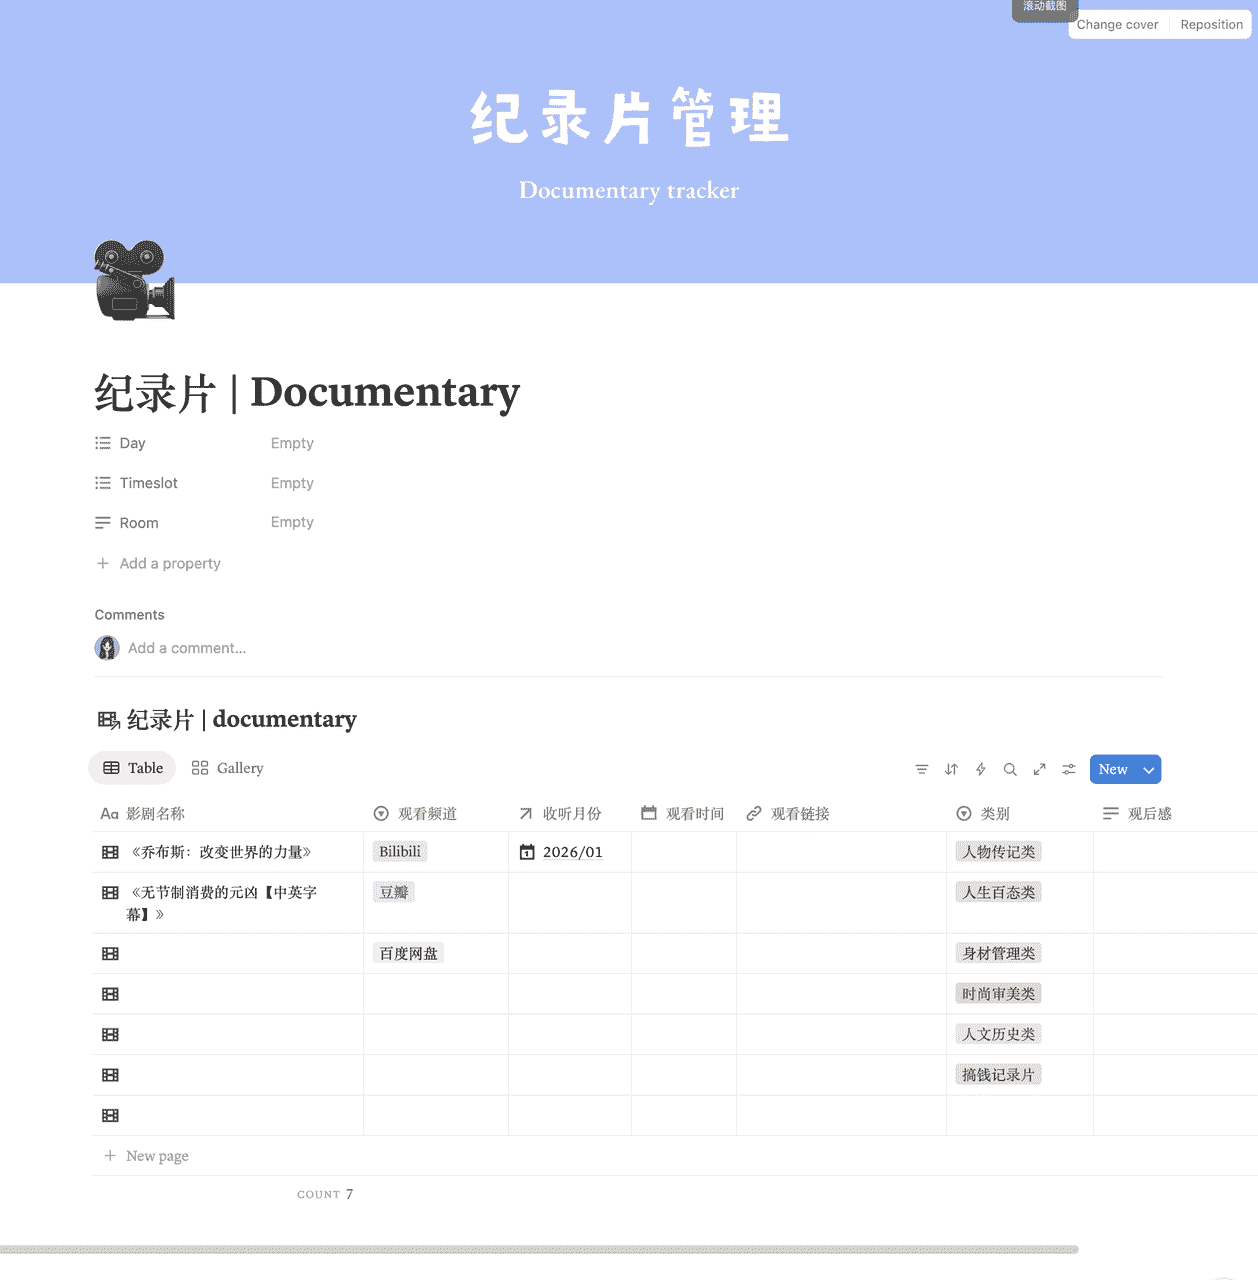 滚动截图
Change cover Reposition
纪录片管理
Documentary tracker
纪录片 | Documentary
Day Empty
Timeslot Empty
Room Empty
Add a property
Comments
Add a comment...
纪录片 | documentary
Table Gallery New
Aa 影剧名称 观看频道 收听月份 观看时间 观看链接 类别 观后感
《乔布斯：改变世界的力量》 Bilibili 2026/01 人物传记类
《无节制消费的元凶【中英字 豆瓣 人生百态类
幕】》
百度网盘 身材管理类
时尚审美类
人文历史类
搞钱记录片
New page
COUNT 7